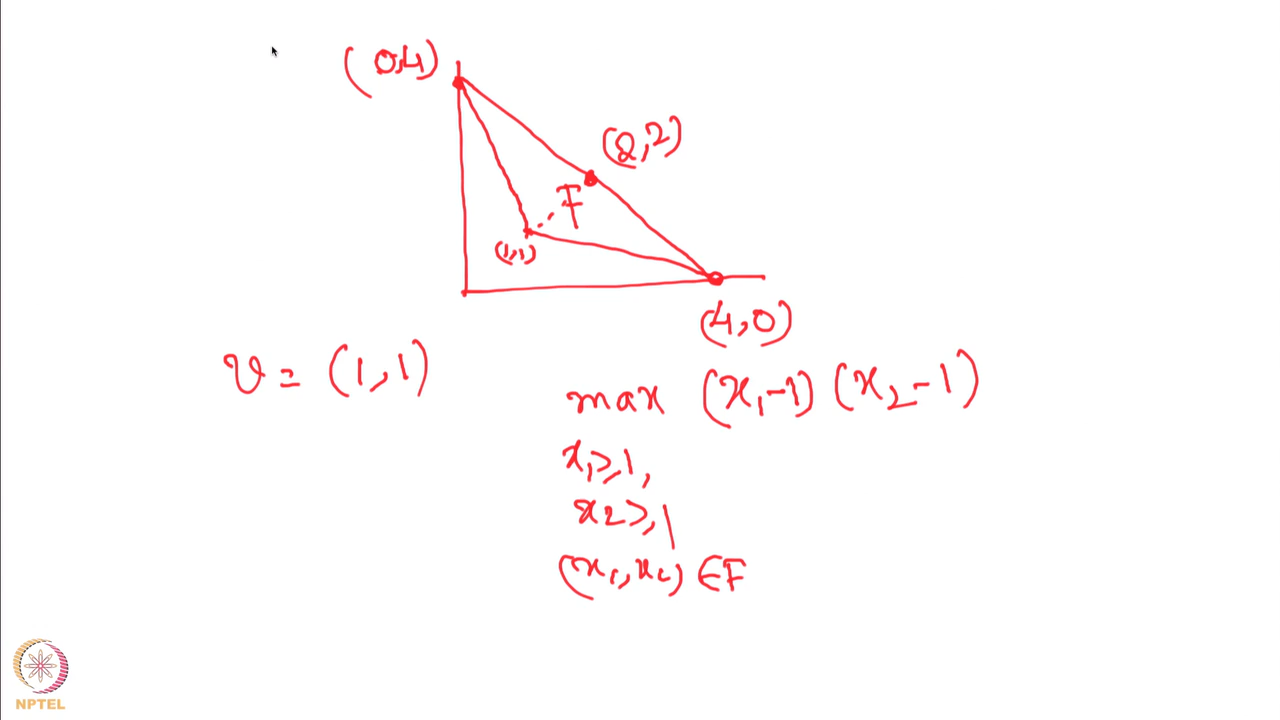 (0,4)
(2,2)
F
(1,1)
(4,0)
v = (1,1)
max (x₁-1) (x₂-1)
x₁≥1,
x₂≥1
(x₁,x₂) ∈F
NPTEL